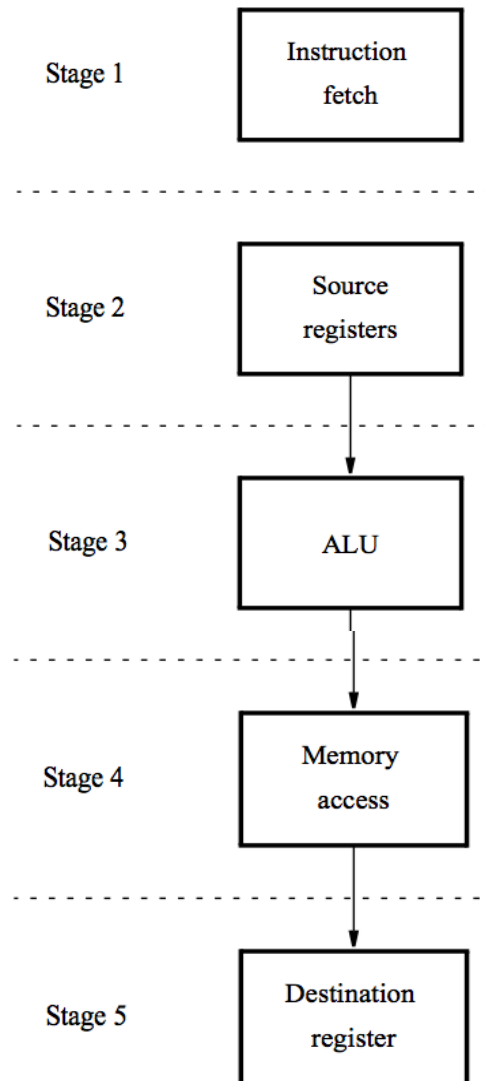 Stage 1
Instruction
fetch
Stage 2
Source
registers
Stage 3
ALU
Stage 4
Memory
access
Stage 5
Destination
register